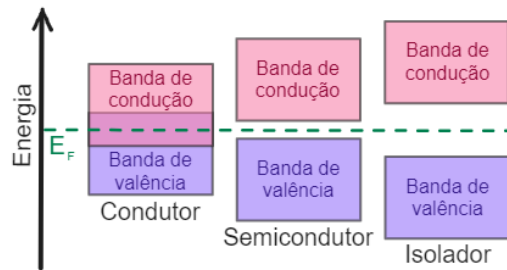 Energia
E_F
Banda de
condução
Banda de
valência
Condutor
Banda de
condução
Banda de
valência
Semicondutor
Banda de
condução
Banda de
valência
Isolador